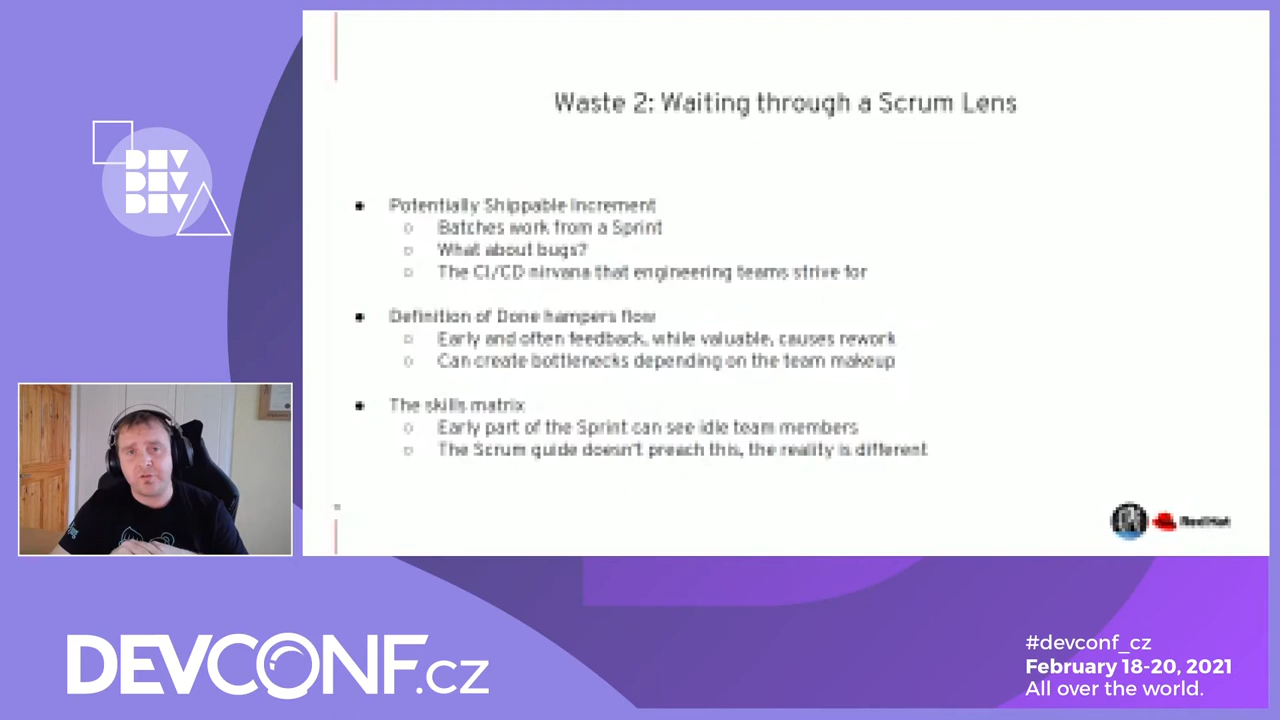 DEV
DEV
DEV
Waste 2: Waiting through a Scrum Lens
● Potentially Shippable Increment
○ Batches work from a Sprint
○ What about bugs?
○ The CI/CD nirvana that engineering teams strive for
● Definition of Done hampers flow
○ Early and often feedback, while valuable, causes rework
○ Can create bottlenecks depending on the team makeup
● The skills matrix
○ Early part of the Sprint can see idle team members
○ The Scrum guide doesn't preach this, the reality is different
Red Hat
DEVCONF.cz
#devconf_cz
February 18-20, 2021
All over the world.